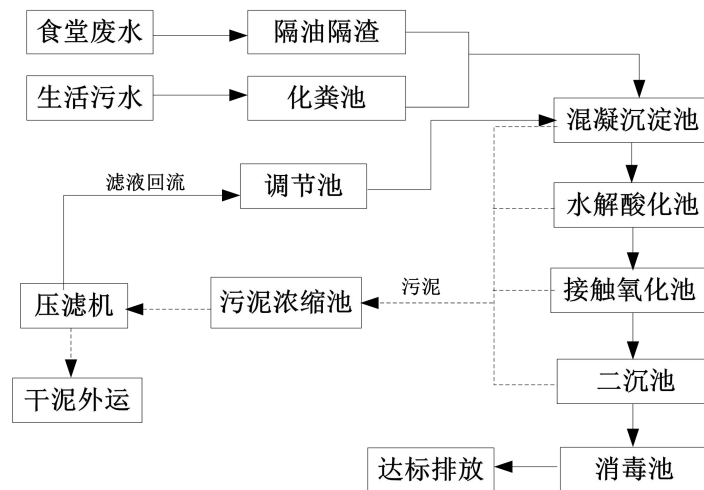 食堂废水
隔油隔渣
生活污水
化粪池
混凝沉淀池
滤液回流
调节池
水解酸化池
压滤机
污泥浓缩池
污泥
接触氧化池
干泥外运
二沉池
达标排放
消毒池